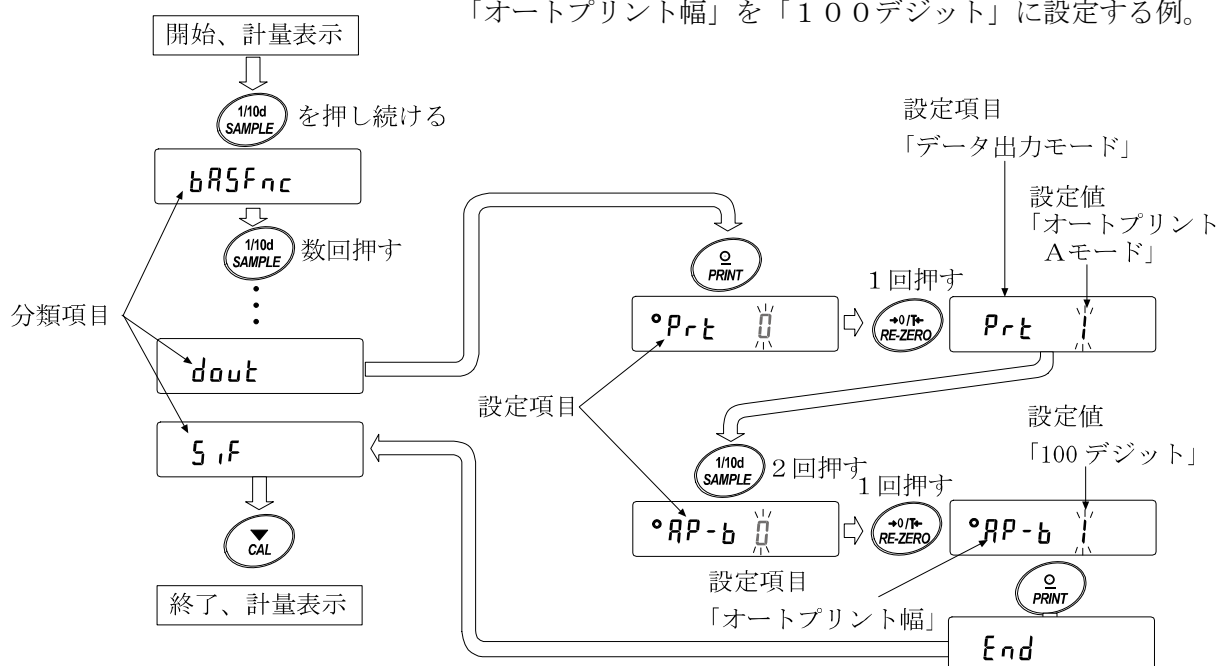 「オートプリント幅」を「１００デジット」に設定する例。
開始、計量表示
1/10d
SAMPLE
を押し続ける
bASFnc
1/10d
SAMPLE
数回押す
分類項目
dout
SiF
CAL
終了、計量表示
PRINT
設定項目
「データ出力モード」
設定値
「オートプリント
Ａモード」
Prt 0
１回押す
→0/T←
RE-ZERO
Prt 1
設定項目
1/10d
SAMPLE
２回押す
AP-b 0
１回押す
→0/T←
RE-ZERO
設定値
「100 デジット」
AP-b 1
設定項目
「オートプリント幅」
PRINT
End